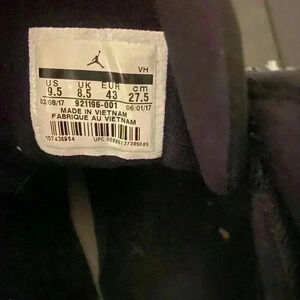 VH
US UK EUR cm
9.5 8.5 43 27.5
03/08/17 921196-001 06/01/17
MADE IN VIETNAM
FABRIQUE AU VIETNAM
107436954